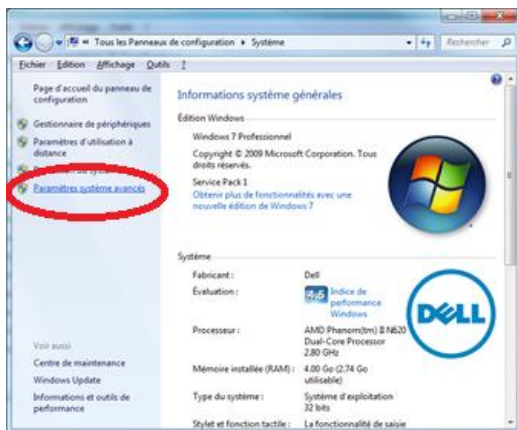 Tous les Panneaux de configuration ▸ Système
Rechercher
Fichier Edition Affichage Outils ?
Page d'accueil du panneau de
configuration
Gestionnaire de périphériques
Paramètres d'utilisation à
distance
Paramètres système avancés
Voir aussi
Centre de maintenance
Windows Update
Informations et outils de
performance
Informations système générales
Édition Windows
Windows 7 Professionnel
Copyright © 2009 Microsoft Corporation. Tous
droits réservés.
Service Pack 1
Obtenir plus de fonctionnalités avec une
nouvelle édition de Windows 7
Système
Fabricant : Dell
Évaluation : 4,6 Indice de
performance
Windows
Processeur : AMD Phenom(tm) II N620
Dual-Core Processor
2.80 GHz
Mémoire installée (RAM) : 4,00 Go (2,74 Go
utilisable)
Type du système : Système d'exploitation
32 bits
Stylet et fonction tactile : La fonctionnalité de saisie
DELL